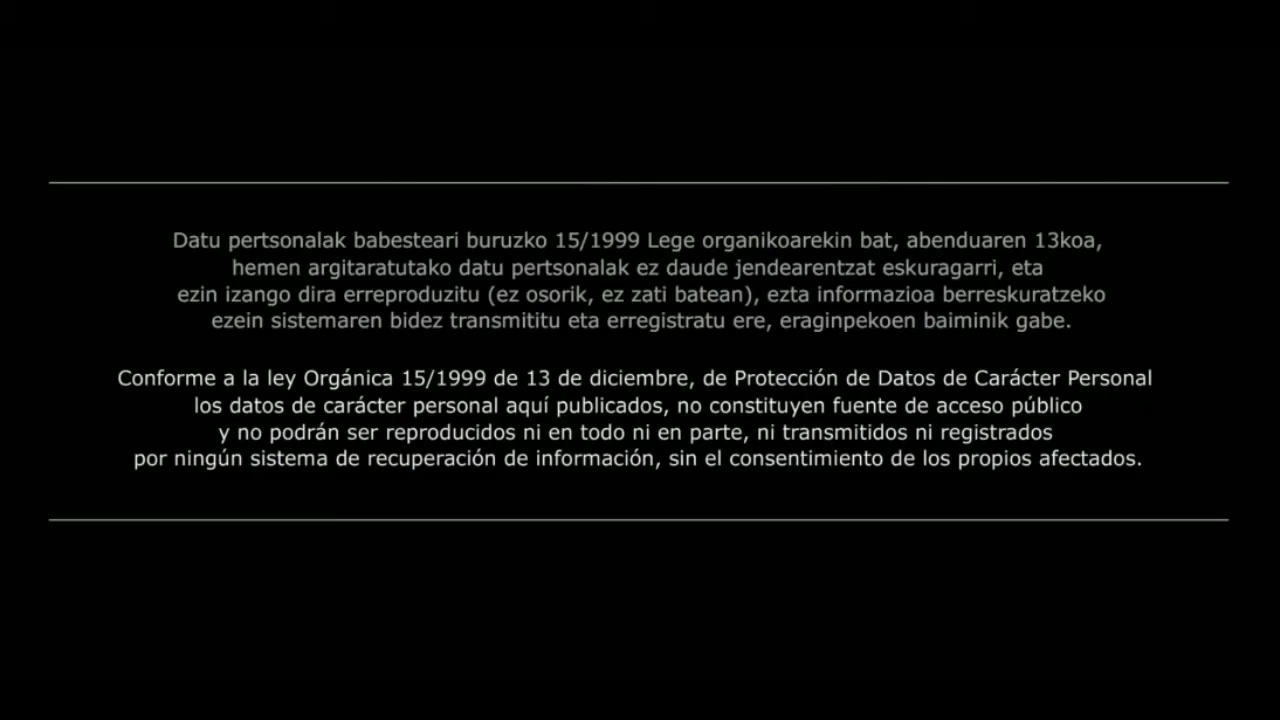 Datu pertsonalak babesteari buruzko 15/1999 Lege organikoarekin bat, abenduaren 13koa,
hemen argitaratutako datu pertsonalak ez daude jendearentzat eskuragarri, eta
ezin izango dira erreproduzitu (ez osorik, ez zati batean), ezta informazioa berreskuratzeko
ezein sistemaren bidez transmititu eta erregistratu ere, eraginpekoen baiminik gabe.
Conforme a la ley Orgánica 15/1999 de 13 de diciembre, de Protección de Datos de Carácter Personal
los datos de carácter personal aquí publicados, no constituyen fuente de acceso público
y no podrán ser reproducidos ni en todo ni en parte, ni transmitidos ni registrados
por ningún sistema de recuperación de información, sin el consentimiento de los propios afectados.